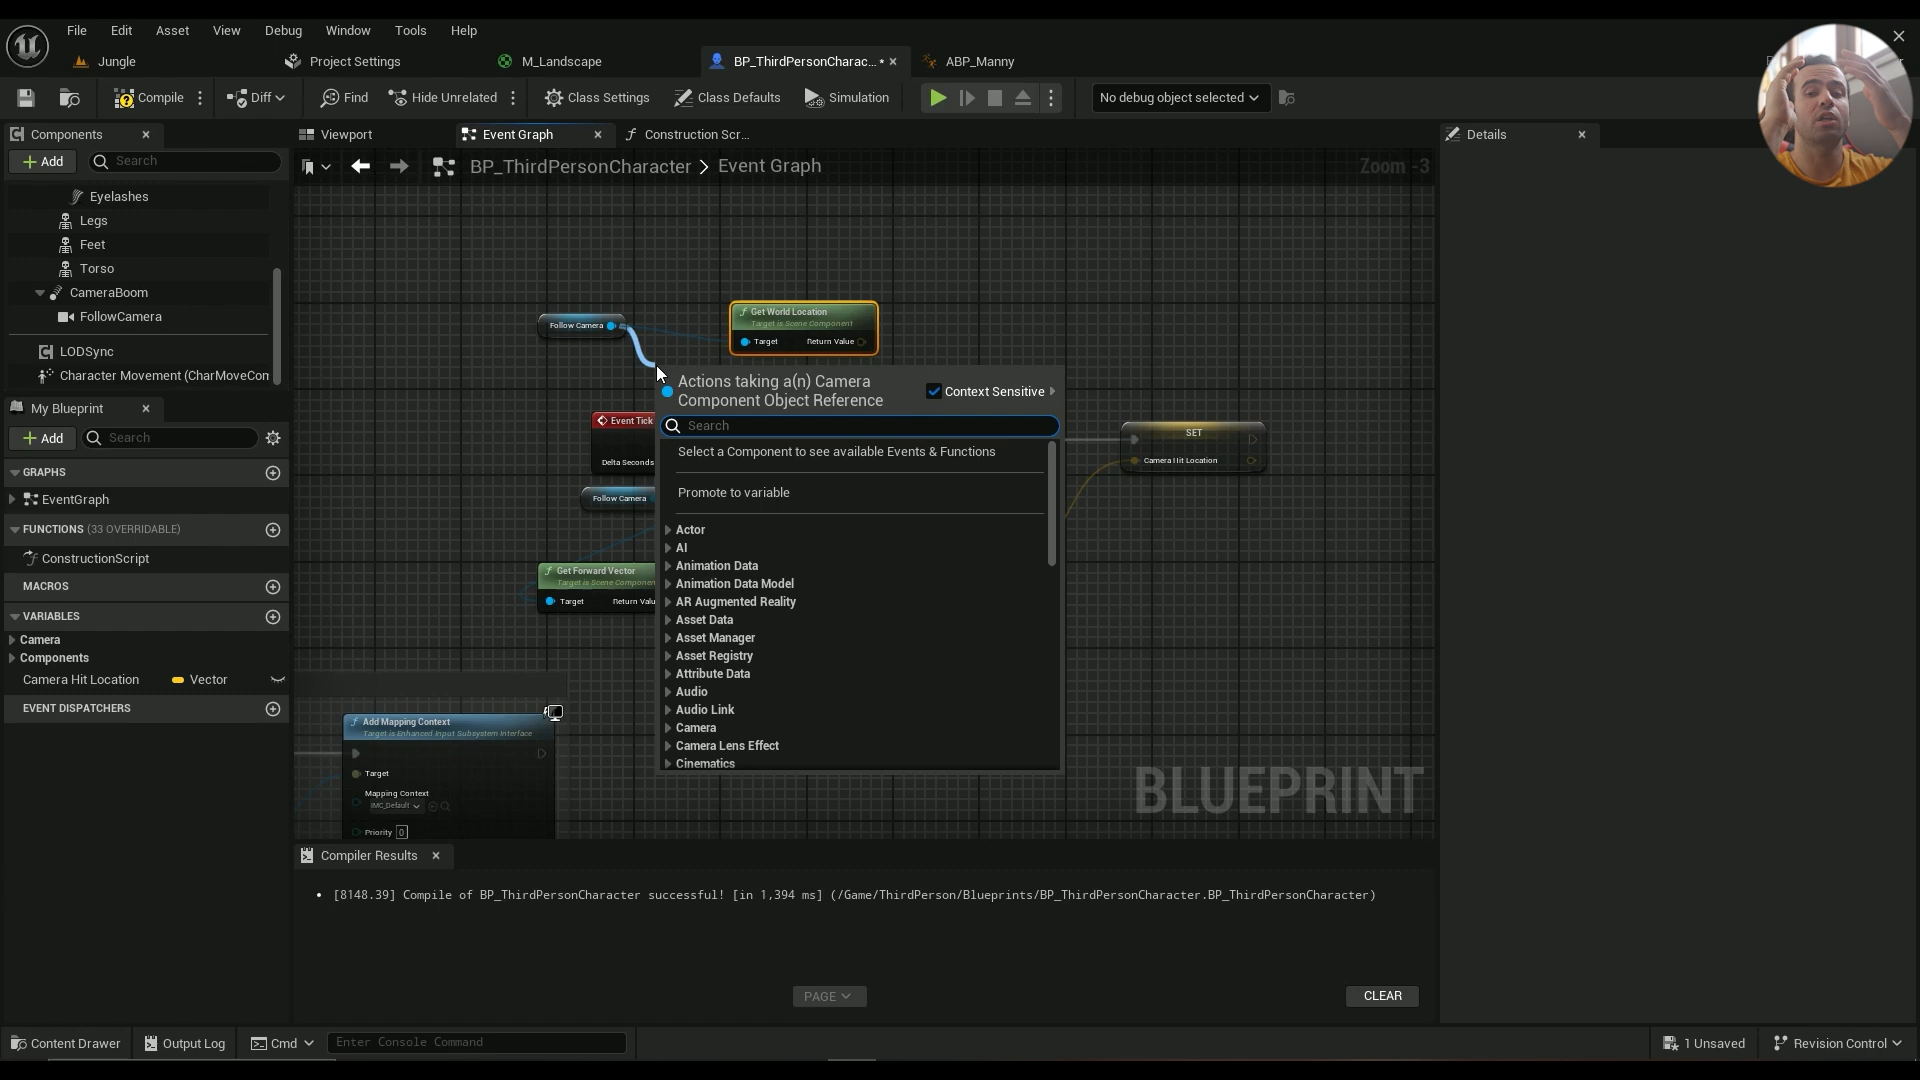 File Edit Asset View Debug Window Tools Help
Jungle Project Settings M_Landscape BP_ThirdPersonCharac... • ABP_Manny
Compile Diff Find Hide Unrelated Class Settings Class Defaults Simulation No debug object selected
Components
Add Search
Eyelashes
Legs
Feet
Torso
CameraBoom
FollowCamera
LODSync
Character Movement (CharMoveCom
My Blueprint
Add Search
GRAPHS
EventGraph
FUNCTIONS (33 OVERRIDABLE)
ConstructionScript
MACROS
VARIABLES
Camera
Components
Camera Hit Location Vector
EVENT DISPATCHERS
Viewport Event Graph Construction Scr...
BP_ThirdPersonCharacter > Event Graph Zoom -3
Follow Camera
Get World Location
Target is Scene Component
Target Return Value
Event Tick
Delta Seconds
Follow Camera
Get Forward Vector
Target is Scene Componen
Target Return Valu
Actions taking a(n) Camera
Component Object Reference
Context Sensitive
Search
Select a Component to see available Events & Functions
Promote to variable
Actor
AI
Animation Data
Animation Data Model
AR Augmented Reality
Asset Data
Asset Manager
Asset Registry
Attribute Data
Audio
Audio Link
Camera
Camera Lens Effect
Cinematics
SET
Camera Hit Location
Add Mapping Context
Target is Enhanced Input Subsystem Interface
Target
Mapping Context
IMC_Default
Priority 0
BLUEPRINT
Details
Compiler Results
• [8148.39] Compile of BP_ThirdPersonCharacter successful! [in 1,394 ms] (/Game/ThirdPerson/Blueprints/BP_ThirdPersonCharacter.BP_ThirdPersonCharacter)
PAGE CLEAR
Content Drawer Output Log Cmd Enter Console Command 1 Unsaved Revision Control